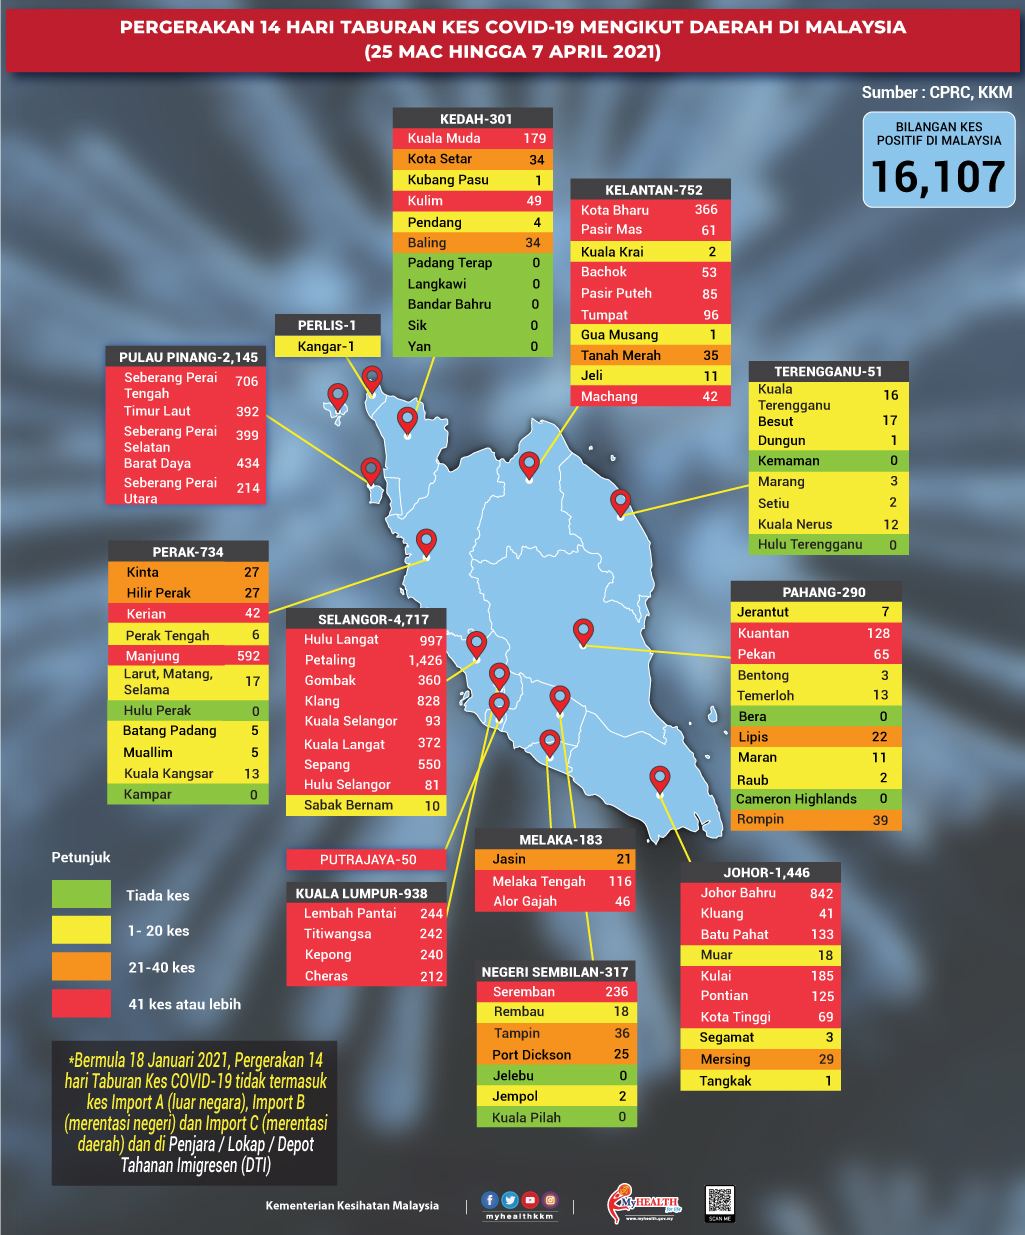 PERGERAKAN 14 HARI TABURAN KES COVID-19 MENGIKUT DAERAH DI MALAYSIA
(25 MAC HINGGA 7 APRIL 2021)
Sumber : CPRC, KKM
BILANGAN KES
POSITIF DI MALAYSIA
16,107
KEDAH-301
Kuala Muda 179
Kota Setar 34
Kubang Pasu 1
Kulim 49
Pendang 4
Baling 34
Padang Terap 0
Langkawi 0
Bandar Bahru 0
Sik 0
Yan 0
KELANTAN-752
Kota Bharu 366
Pasir Mas 61
Kuala Krai 2
Bachok 53
Pasir Puteh 85
Tumpat 96
Gua Musang 1
Tanah Merah 35
Jeli 11
Machang 42
PERLIS-1
Kangar-1
PULAU PINANG-2,145
Seberang Perai
Tengah 706
Timur Laut 392
Seberang Perai
Selatan 399
Barat Daya 434
Seberang Perai
Utara 214
TERENGGANU-51
Kuala
Terengganu 16
Besut 17
Dungun 1
Kemaman 0
Marang 3
Setiu 2
Kuala Nerus 12
Hulu Terengganu 0
PERAK-734
Kinta 27
Hilir Perak 27
Kerian 42
Perak Tengah 6
Manjung 592
Larut, Matang,
Selama 17
Hulu Perak 0
Batang Padang 5
Muallim 5
Kuala Kangsar 13
Kampar 0
SELANGOR-4,717
Hulu Langat 997
Petaling 1,426
Gombak 360
Klang 828
Kuala Selangor 93
Kuala Langat 372
Sepang 550
Hulu Selangor 81
Sabak Bernam 10
PAHANG-290
Jerantut 7
Kuantan 128
Pekan 65
Bentong 3
Temerloh 13
Bera 0
Lipis 22
Maran 11
Raub 2
Cameron Highlands 0
Rompin 39
PUTRAJAYA-50
KUALA LUMPUR-938
Lembah Pantai 244
Titiwangsa 242
Kepong 240
Cheras 212
MELAKA-183
Jasin 21
Melaka Tengah 116
Alor Gajah 46
NEGERI SEMBILAN-317
Seremban 236
Rembau 18
Tampin 36
Port Dickson 25
Jelebu 0
Jempol 2
Kuala Pilah 0
JOHOR-1,446
Johor Bahru 842
Kluang 41
Batu Pahat 133
Muar 18
Kulai 185
Pontian 125
Kota Tinggi 69
Segamat 3
Mersing 29
Tangkak 1
Petunjuk
Tiada kes
1- 20 kes
21-40 kes
41 kes atau lebih
*Bermula 18 Januari 2021, Pergerakan 14
hari Taburan Kes COVID-19 tidak termasuk
kes Import A (luar negara), Import B
(merentasi negeri) dan Import C (merentasi
daerah) dan di Penjara / Lokap / Depot
Tahanan Imigresen (DTI)
Kementerian Kesihatan Malaysia
myhealthkkm
MyHEALTH
for life
www.myhealth.gov.my
SCAN ME